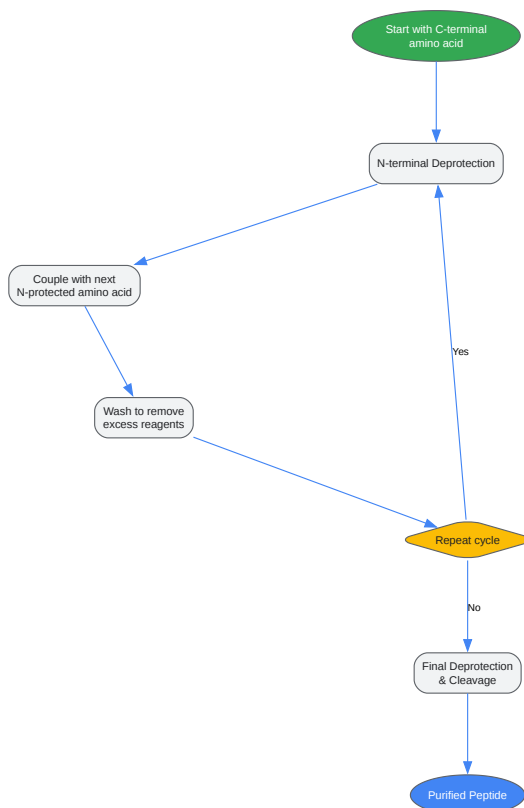 Start with C-terminal
amino acid
N-terminal Deprotection
Couple with next
N-protected amino acid
Wash to remove
excess reagents
Yes
Repeat cycle
No
Final Deprotection
& Cleavage
Purified Peptide